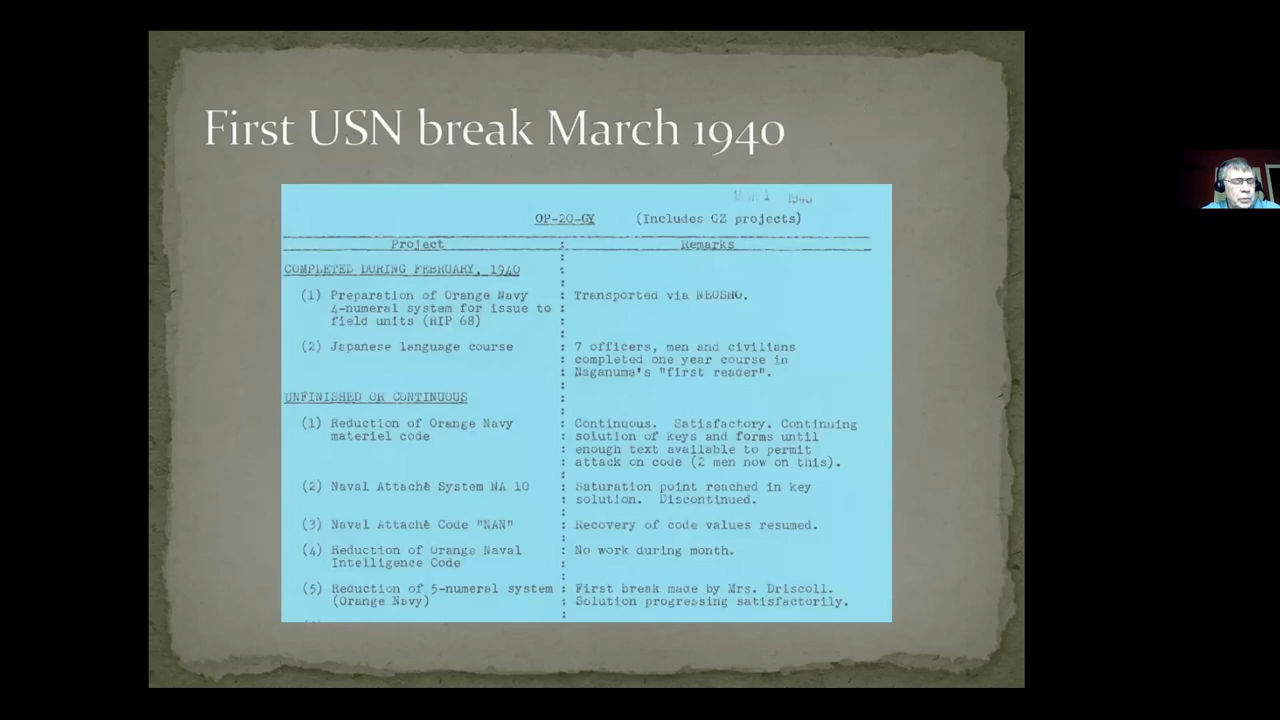 First USN break March 1940
1940
OP-20-GY (Includes GZ projects)
Project : Remarks
COMPLETED DURING FEBRUARY, 1940
(1) Preparation of Orange Navy : Transported via NEOSHO.
4-numeral system for issue to :
field units (RIP 68) :
(2) Japanese language course : 7 officers, men and civilians
: completed one year course in
: Naganuma's "first reader".
UNFINISHED OR CONTINUOUS
(1) Reduction of Orange Navy : Continuous. Satisfactory. Continuing
materiel code : solution of keys and forms until
: enough text available to permit
: attack on code (2 men now on this).
(2) Naval Attaché System NA 10 : Saturation point reached in key
: solution. Discontinued.
(3) Naval Attaché Code "NAN" : Recovery of code values resumed.
(4) Reduction of Orange Naval : No work during month.
Intelligence Code :
(5) Reduction of 5-numeral system : First break made by Mrs. Driscoll.
(Orange Navy) : Solution progressing satisfactorily.